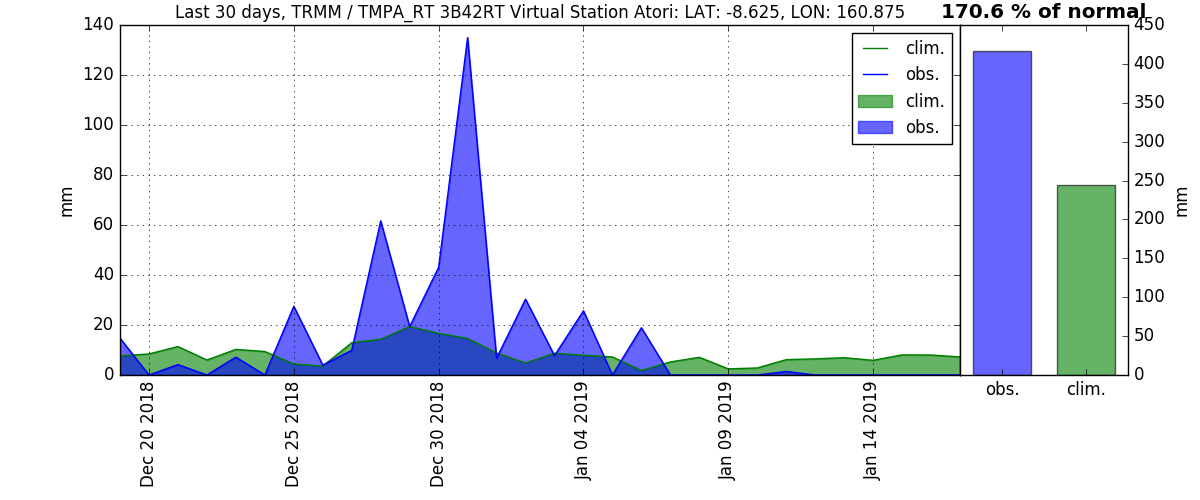 Last 30 days, TRMM / TMPA_RT 3B42RT Virtual Station Atori: LAT: -8.625, LON: 160.875
170.6 % of normal
140
120
100
80
60
40
20
0
mm
clim.
obs.
clim.
obs.
450
400
350
300
250
200
150
100
50
0
mm
Dec 20 2018
Dec 25 2018
Dec 30 2018
Jan 04 2019
Jan 09 2019
Jan 14 2019
obs.
clim.